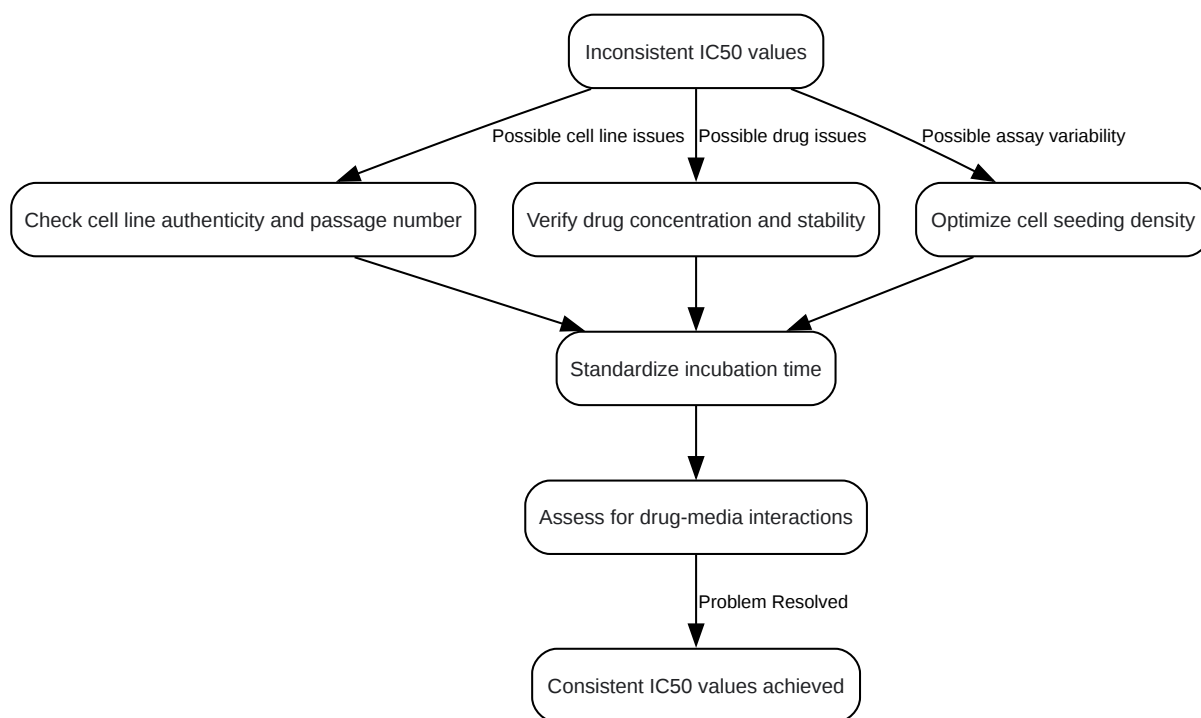 Inconsistent IC50 values
Possible cell line issues
Possible drug issues
Possible assay variability
Check cell line authenticity and passage number
Verify drug concentration and stability
Optimize cell seeding density
Standardize incubation time
Assess for drug-media interactions
Problem Resolved
Consistent IC50 values achieved